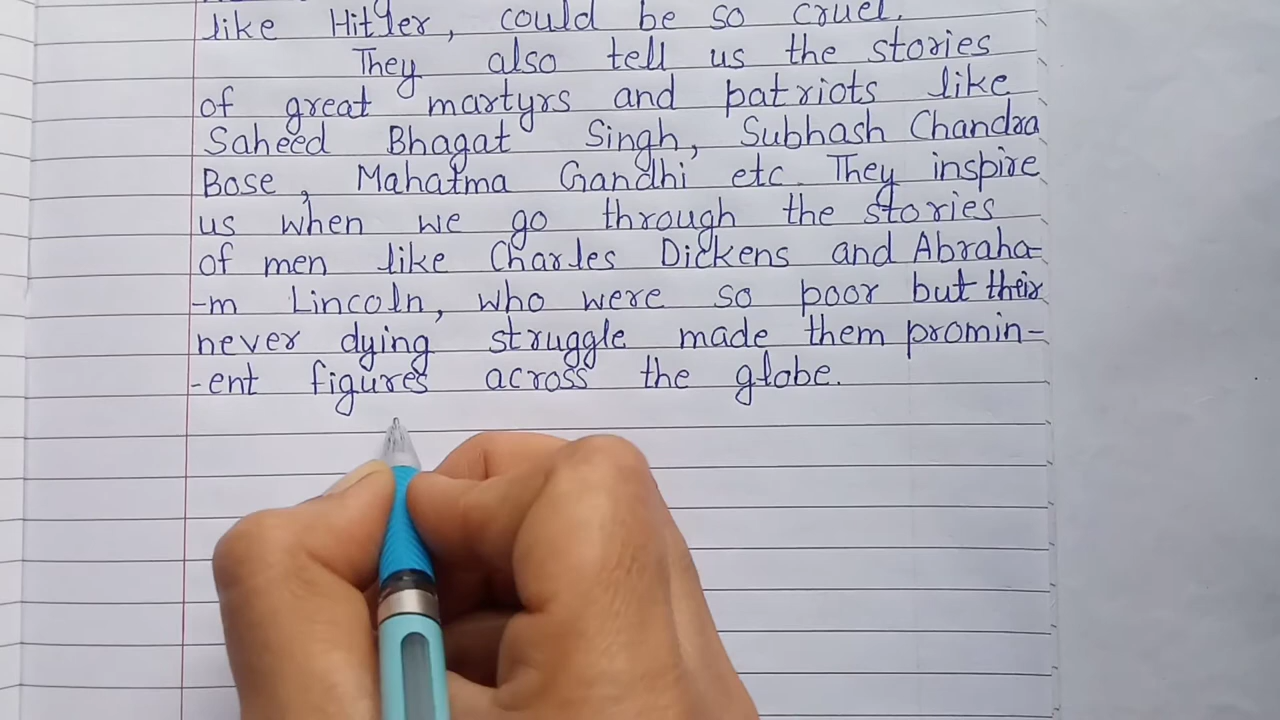 like Hitler, could be so cruel.
They also tell us the stories
of great martyrs and patriots like
Saheed Bhagat Singh, Subhash Chandra
Bose, Mahatma Gandhi etc. They inspire
us when we go through the stories
of men like Charles Dickens and Abraha-
-m Lincoln, who were so poor but their
never dying struggle made them promin-
-ent figures across the globe.